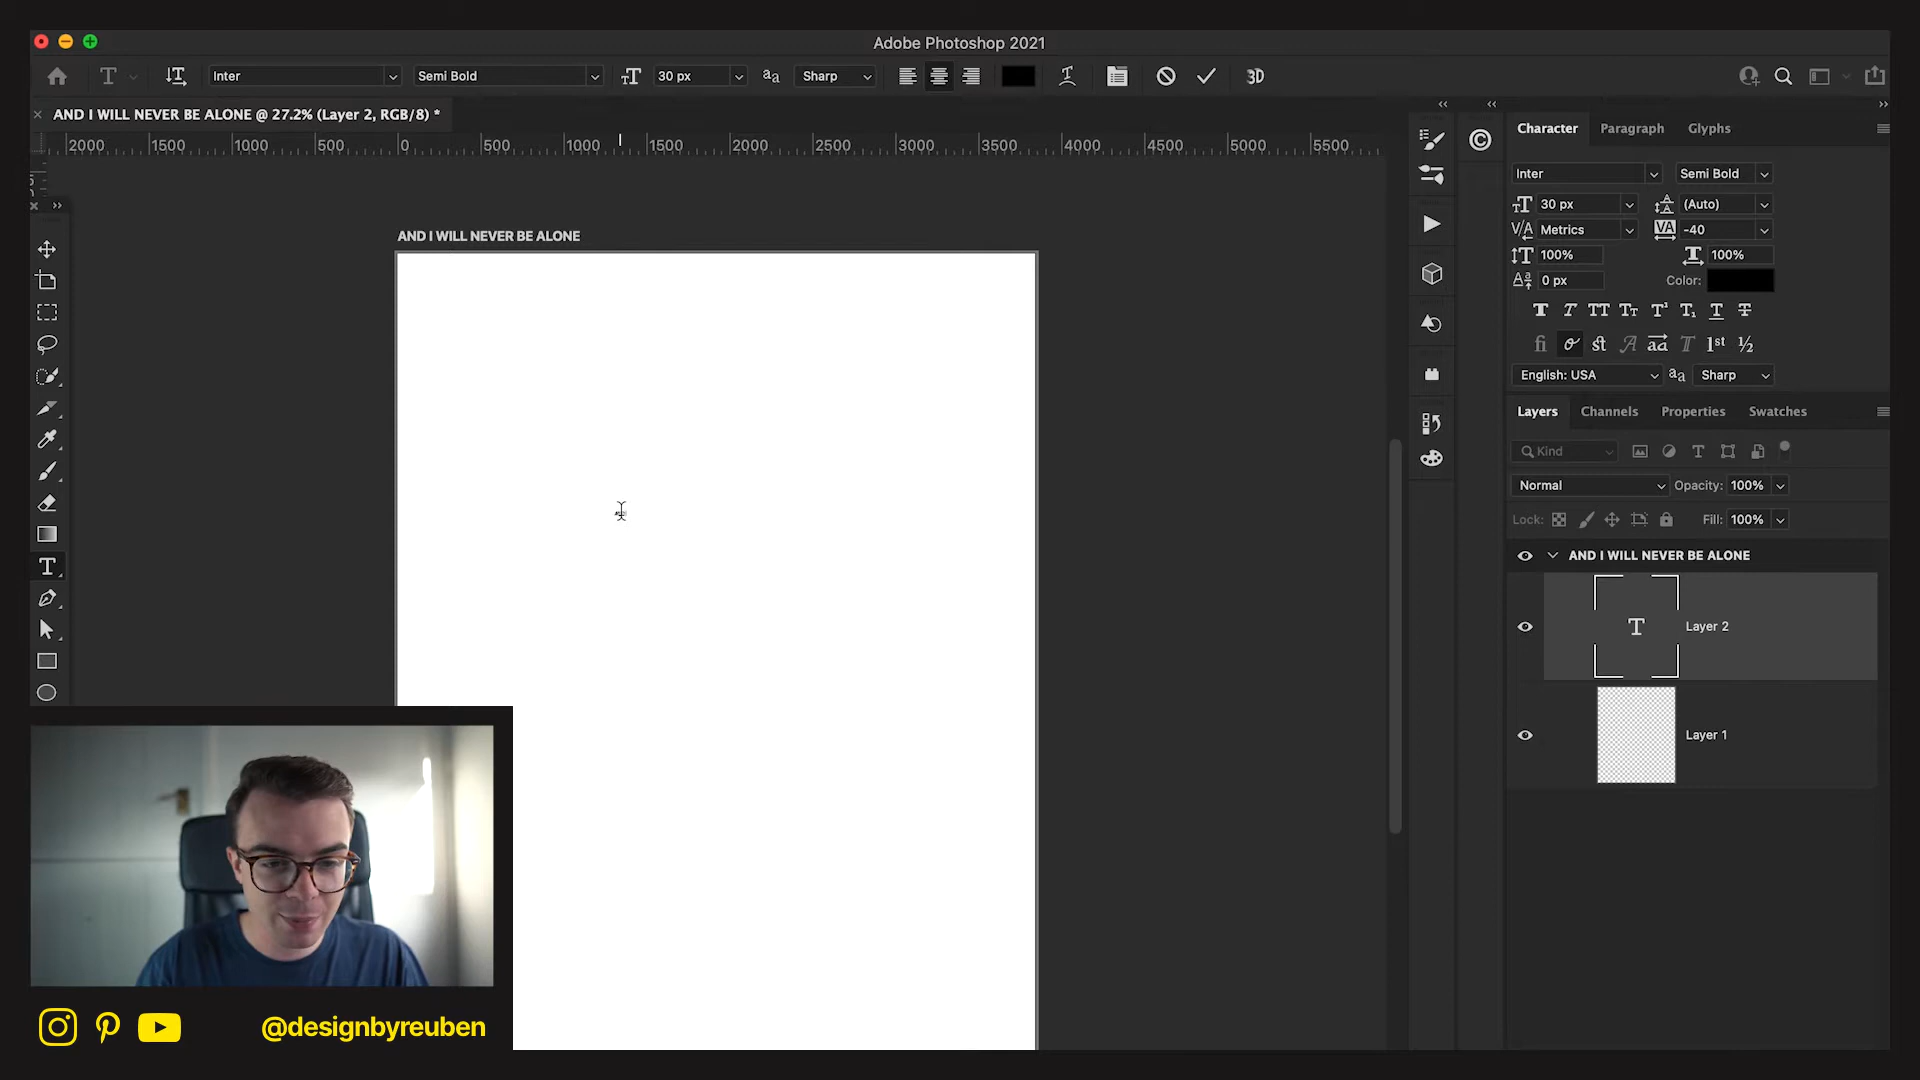 Adobe Photoshop 2021
Inter Semi Bold 30 px Sharp 3D
AND I WILL NEVER BE ALONE @ 27.2% (Layer 2, RGB/8) *
2000 1500 1000 500 0 500 1000 1500 2000 2500 3000 3500 4000 4500 5000 5500
AND I WILL NEVER BE ALONE
Character Paragraph Glyphs
Inter Semi Bold
30 px (Auto)
Metrics -40
100% 100%
0 px Color:
English: USA Sharp
Layers Channels Properties Swatches
Kind
Normal Opacity: 100%
Lock: Fill: 100%
AND I WILL NEVER BE ALONE
Layer 2
Layer 1
@designbyreuben